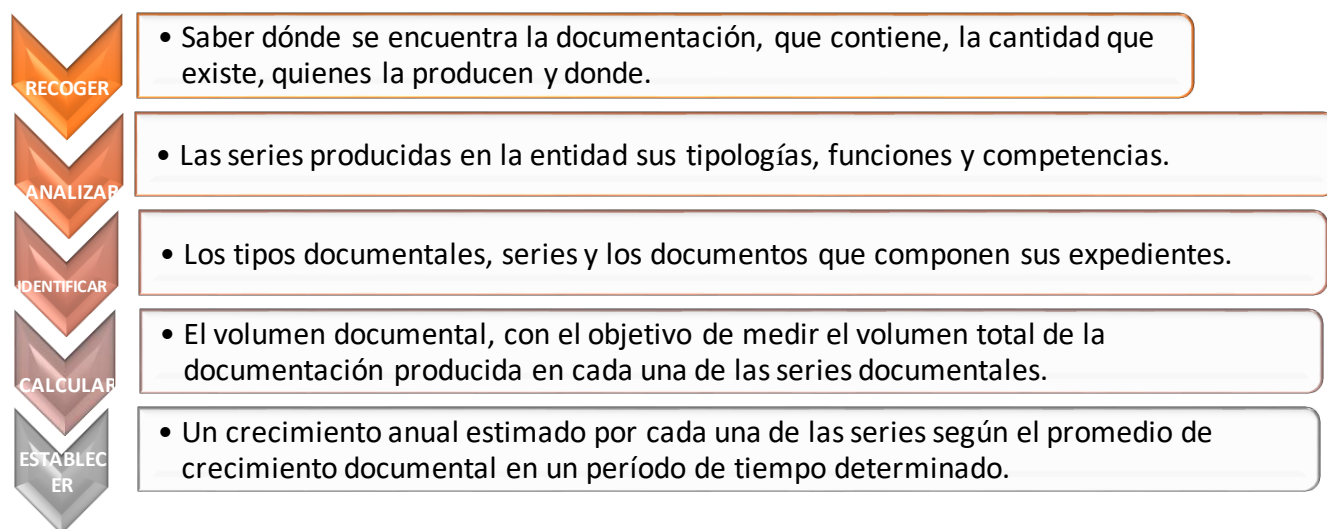 RECOGER
• Saber dónde se encuentra la documentación, que contiene, la cantidad que
existe, quienes la producen y donde.
ANALIZAR
• Las series producidas en la entidad sus tipologías, funciones y competencias.
IDENTIFICAR
• Los tipos documentales, series y los documentos que componen sus expedientes.
CALCULAR
• El volumen documental, con el objetivo de medir el volumen total de la
documentación producida en cada una de las series documentales.
ESTABLEC
ER
• Un crecimiento anual estimado por cada una de las series según el promedio de
crecimiento documental en un período de tiempo determinado.